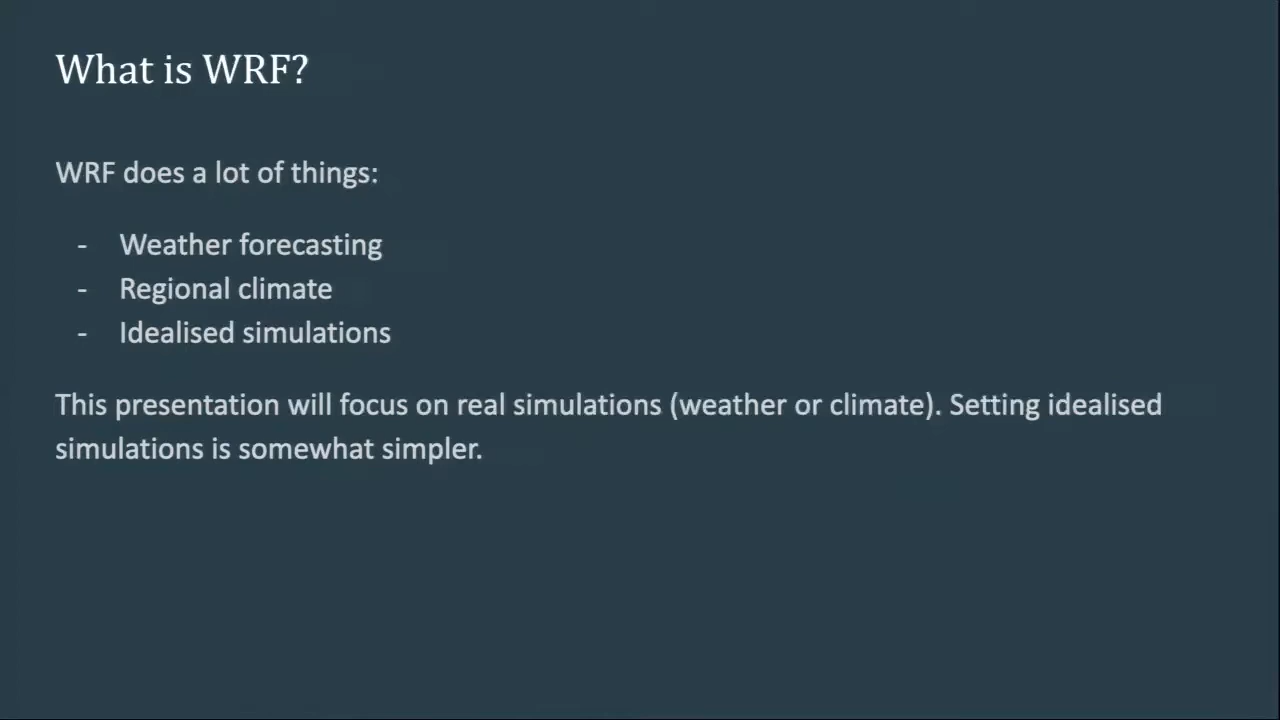 What is WRF?
WRF does a lot of things:
- Weather forecasting
- Regional climate
- Idealised simulations
This presentation will focus on real simulations (weather or climate). Setting idealised
simulations is somewhat simpler.